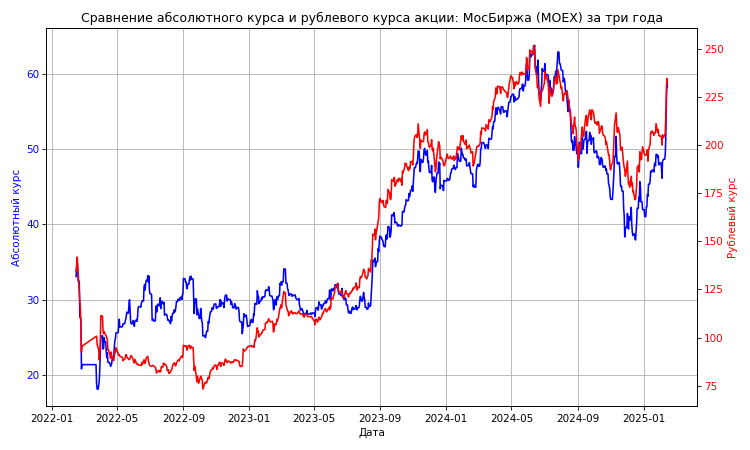 Сравнение абсолютного курса и рублевого курса акции: МосБиржа (MOEX) за три года
Абсолютный курс
60
50
40
30
20
250
225
200
175
150
125
100
75
Рублевый курс
2022-01 2022-05 2022-09 2023-01 2023-05 2023-09 2024-01 2024-05 2024-09 2025-01
Дата